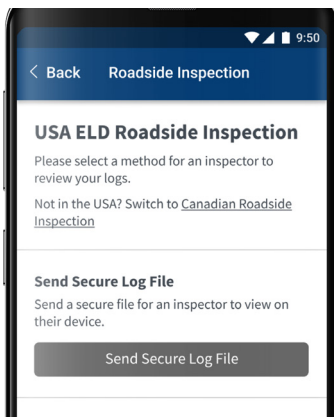 9:50
< Back Roadside Inspection
USA ELD Roadside Inspection
Please select a method for an inspector to
review your logs.
Not in the USA? Switch to Canadian Roadside
Inspection
Send Secure Log File
Send a secure file for an inspector to view on
their device.
Send Secure Log File